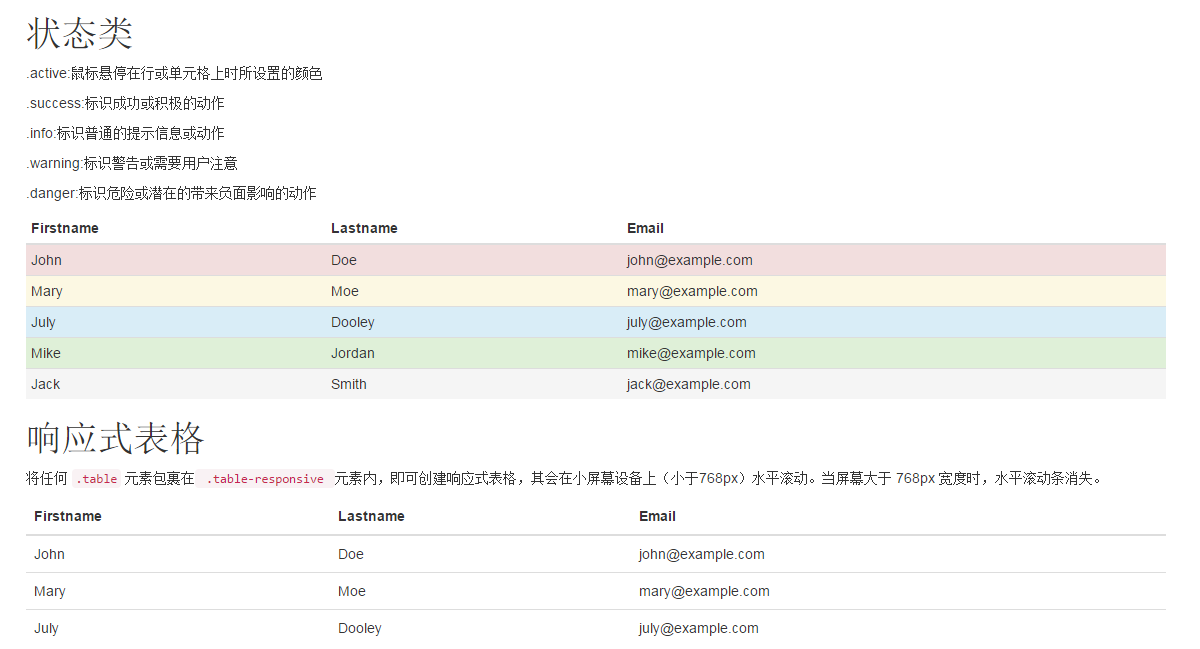 状态类
.active:鼠标悬停在行或单元格上时所设置的颜色
.success:标识成功或积极的动作
.info:标识普通的提示信息或动作
.warning:标识警告或需要用户注意
.danger:标识危险或潜在的带来负面影响的动作
Firstname Lastname Email
John Doe john@example.com
Mary Moe mary@example.com
July Dooley july@example.com
Mike Jordan mike@example.com
Jack Smith jack@example.com
响应式表格
将任何 .table 元素包裹在 .table-responsive 元素内，即可创建响应式表格，其会在小屏幕设备上（小于768px）水平滚动。当屏幕大于 768px 宽度时，水平滚动条消失。
Firstname Lastname Email
John Doe john@example.com
Mary Moe mary@example.com
July Dooley july@example.com